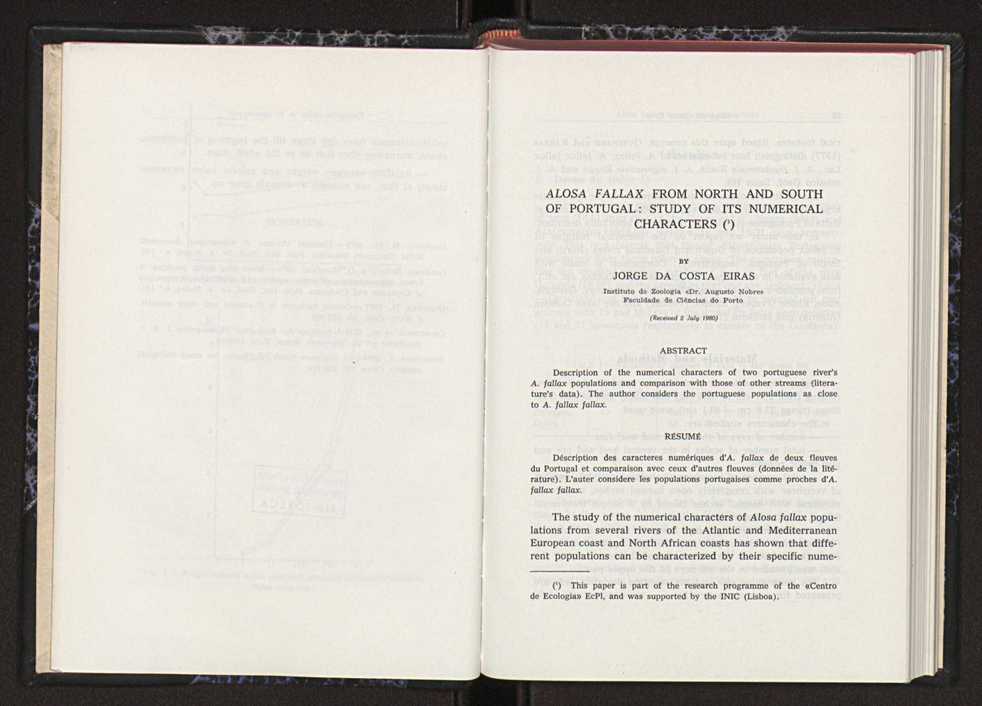 ALOSA FALLAX FROM NORTH AND SOUTH
OF PORTUGAL: STUDY OF ITS NUMERICAL
CHARACTERS (¹)
BY
JORGE DA COSTA EIRAS
Instituto de Zoologia «Dr. Augusto Nobre»
Faculdade de Ciências do Porto
(Received 2 July 1980)
ABSTRACT
Description of the numerical characters of two portuguese river's
A. fallax populations and comparison with those of other streams (litera-
ture's data). The author considers the portuguese populations as close
to A. fallax fallax.
RÉSUMÉ
Déscription des caracteres numériques d'A. fallax de deux fleuves
du Portugal et comparaison avec ceux d'autres fleuves (données de la lité-
rature). L'auter considere les populations portugaises comme proches d'A.
fallax fallax.
The study of the numerical characters of Alosa fallax popu-
lations from several rivers of the Atlantic and Mediterranean
European coast and North African coasts has shown that diffe-
rent populations can be characterized by their specific nume-
(¹) This paper is part of the research programme of the «Centro
de Ecologia» EcPl, and was supported by the INIC (Lisboa).